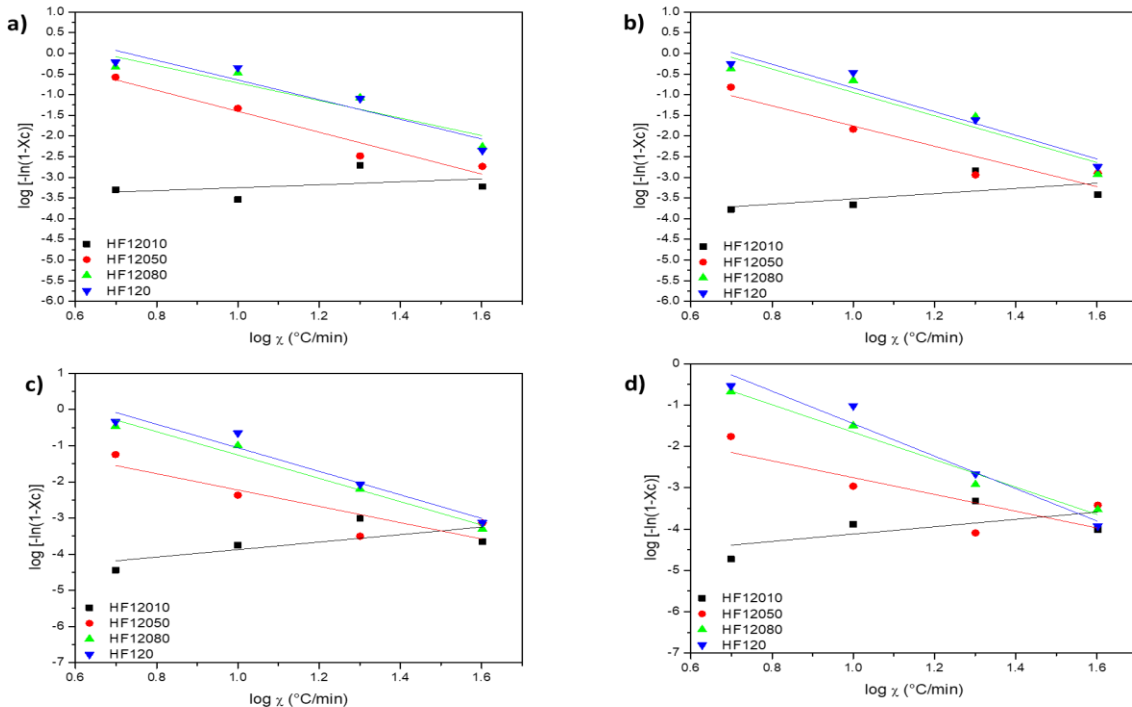 a)
log [-ln(1-Xc)]
1.0
0.5
0.0
-0.5
-1.0
-1.5
-2.0
-2.5
-3.0
-3.5
-4.0
-4.5
-5.0
-5.5
-6.0
HF12010
HF12050
HF12080
HF120
0.6 0.8 1.0 1.2 1.4 1.6
log χ (°C/min)
b)
log [-ln(1-Xc)]
1.0
0.5
0.0
-0.5
-1.0
-1.5
-2.0
-2.5
-3.0
-3.5
-4.0
-4.5
-5.0
-5.5
-6.0
HF12010
HF12050
HF12080
HF120
0.6 0.8 1.0 1.2 1.4 1.6
log χ (°C/min)
c)
log [-ln(1-Xc)]
1
0
-1
-2
-3
-4
-5
-6
-7
HF12010
HF12050
HF12080
HF120
0.6 0.8 1.0 1.2 1.4 1.6
log χ (°C/min)
d)
log [-ln(1-Xc)]
0
-1
-2
-3
-4
-5
-6
-7
HF12010
HF12050
HF12080
HF120
0.6 0.8 1.0 1.2 1.4 1.6
log χ (°C/min)